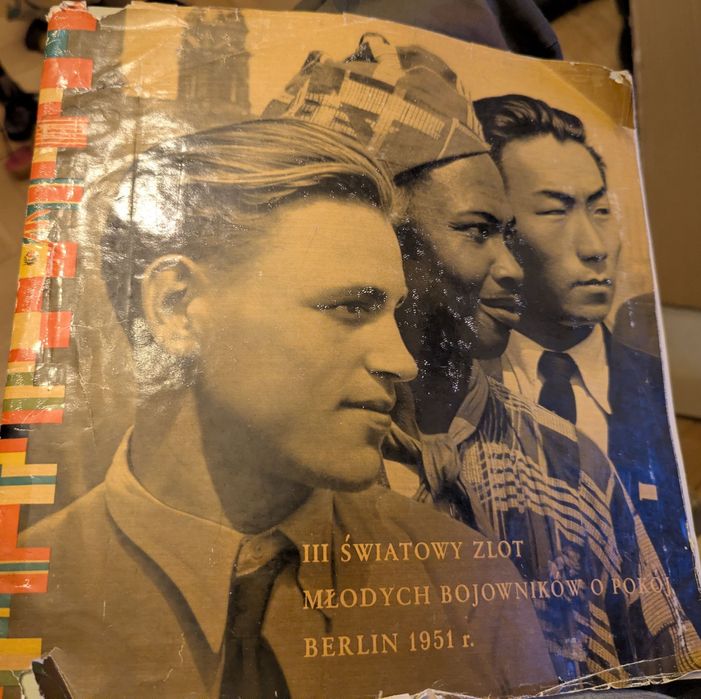 III ŚWIATOWY ZLOT
MŁODYCH BOJOWNIKÓW O POKÓJ
BERLIN 1951 r.